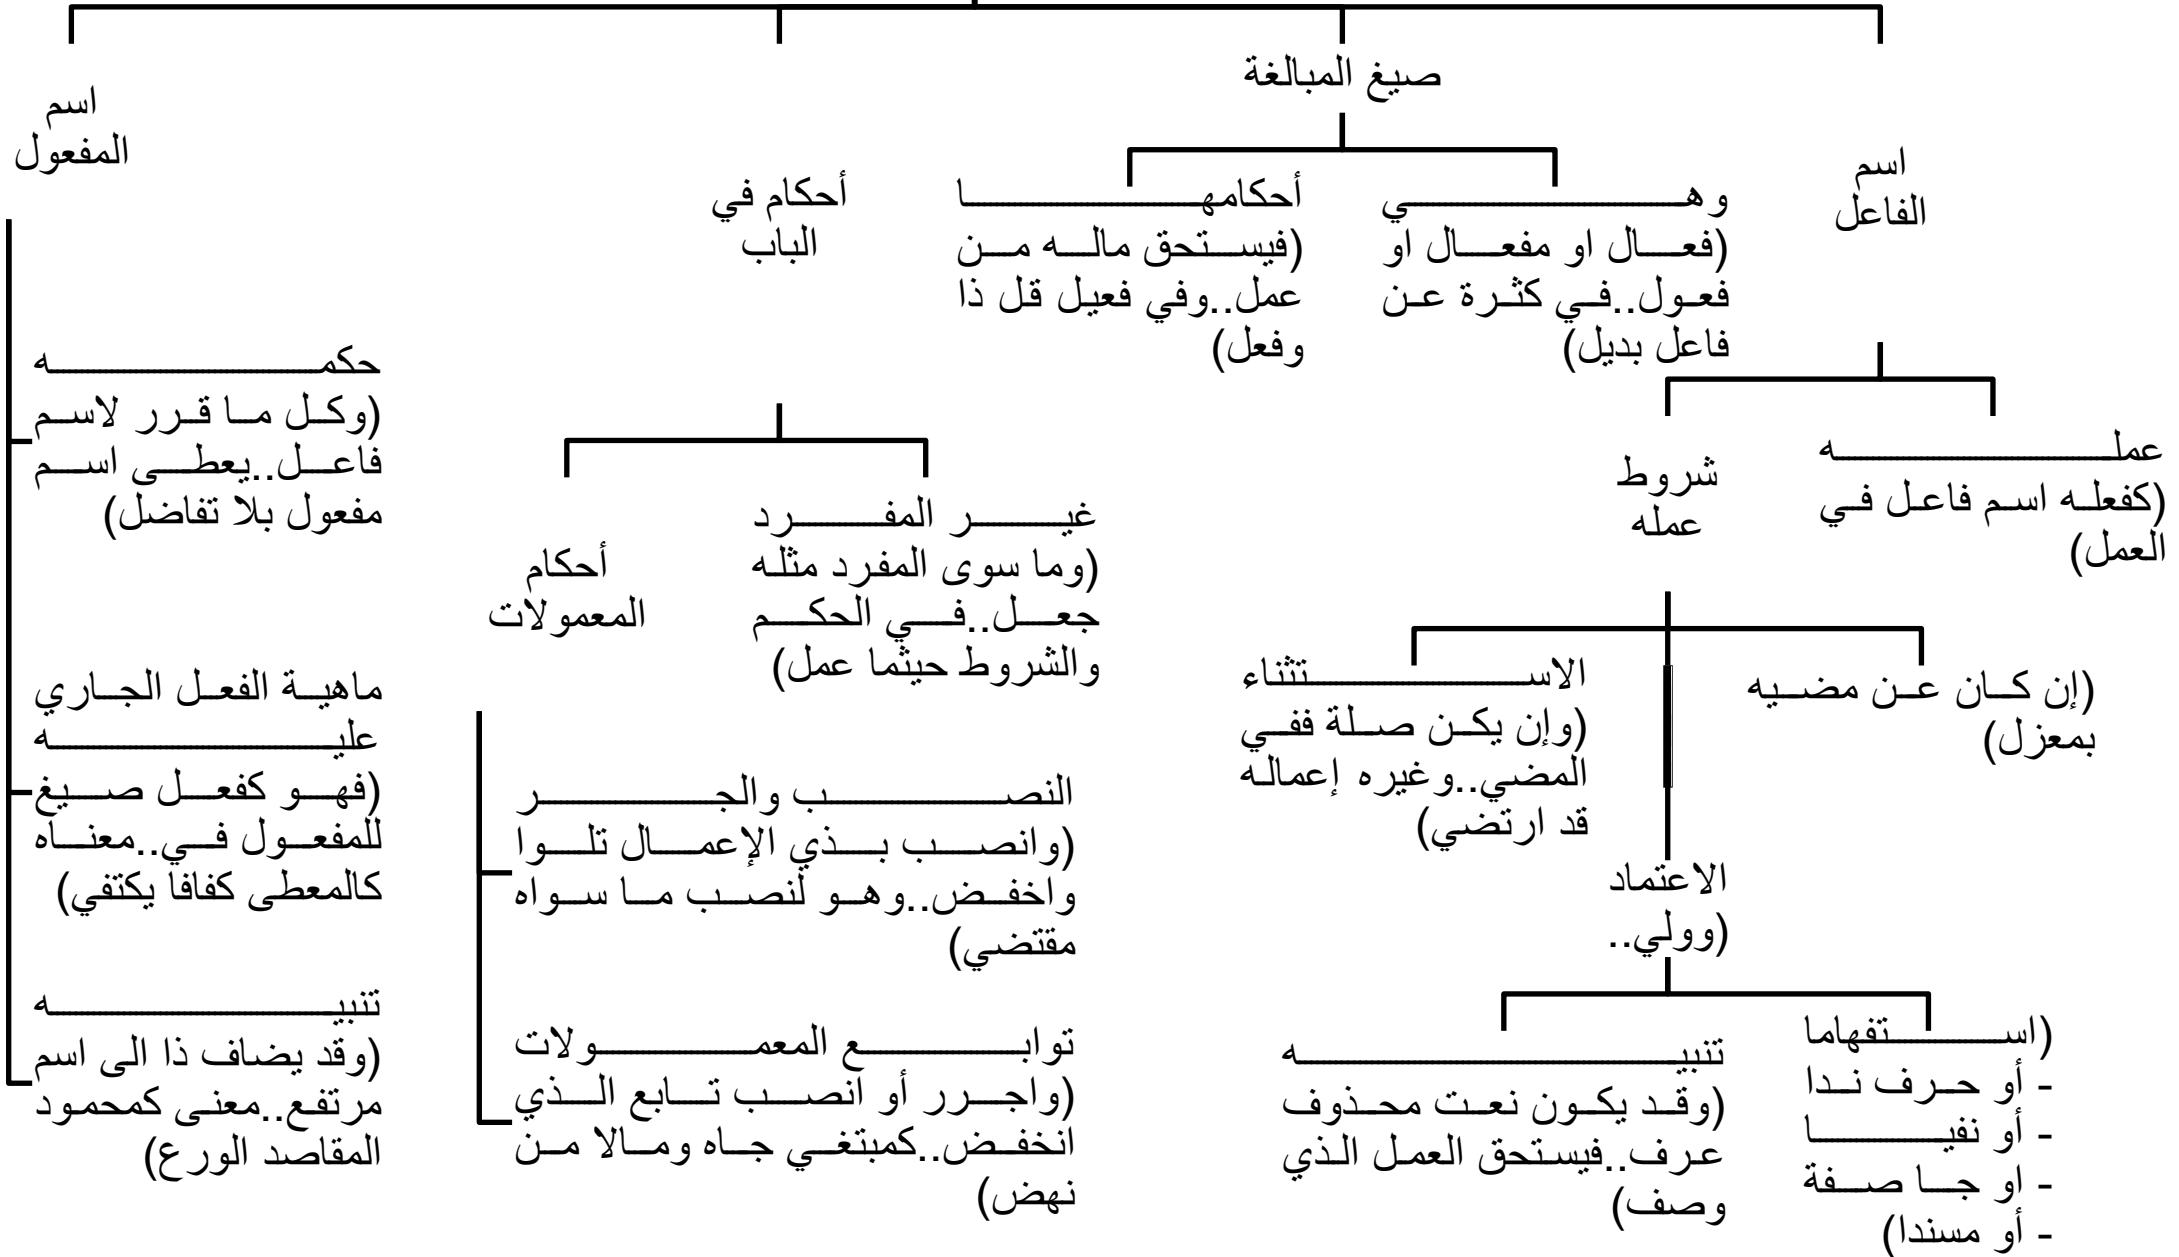 اسم
الفاعل
عمله
(كفعله اسم فاعل في
العمل)
شروط
عمله
(إن كان عن مضيه
بمعزل)
الاعتماد
(وولي..
(استفهاما
- أو حرف ندا
- أو نفيا
- او جا صفة
- أو مسندا)
تنبيه
(وقد يكون نعت محذوف
عرف..فيستحق العمل الذي
وصف)
الاستثناء
(وإن يكن صلة ففي
المضي..وغيره إعماله
قد ارتضي)
صيغ المبالغة
وهي
(فعال او مفعال او
فعول..في كثرة عن
فاعل بديل)
أحكامها
(فيستحق ماله من
عمل..وفي فعيل قل ذا
وفعل)
أحكام في
الباب
غير المفرد
(وما سوى المفرد مثله
جعل..في الحكم
والشروط حيثما عمل)
أحكام
المعمولات
النصب والجر
(وانصب بذي الإعمال تلوا
واخفض..وهو لنصب ما سواه
مقتضي)
توابع المعمولات
(واجرر أو انصب تابع الذي
انخفض..كمبتغي جاه ومالا من
نهض)
اسم
المفعول
حكمه
(وكل ما قرر لاسم
فاعل..يعطى اسم
مفعول بلا تفاضل)
ماهية الفعل الجاري
عليه
(فهو كفعل صيغ
للمفعول في..معناه
كالمعطى كفافا يكتفي)
تنبيه
(وقد يضاف ذا الى اسم
مرتفع..معنى كمحمود
المقاصد الورع)